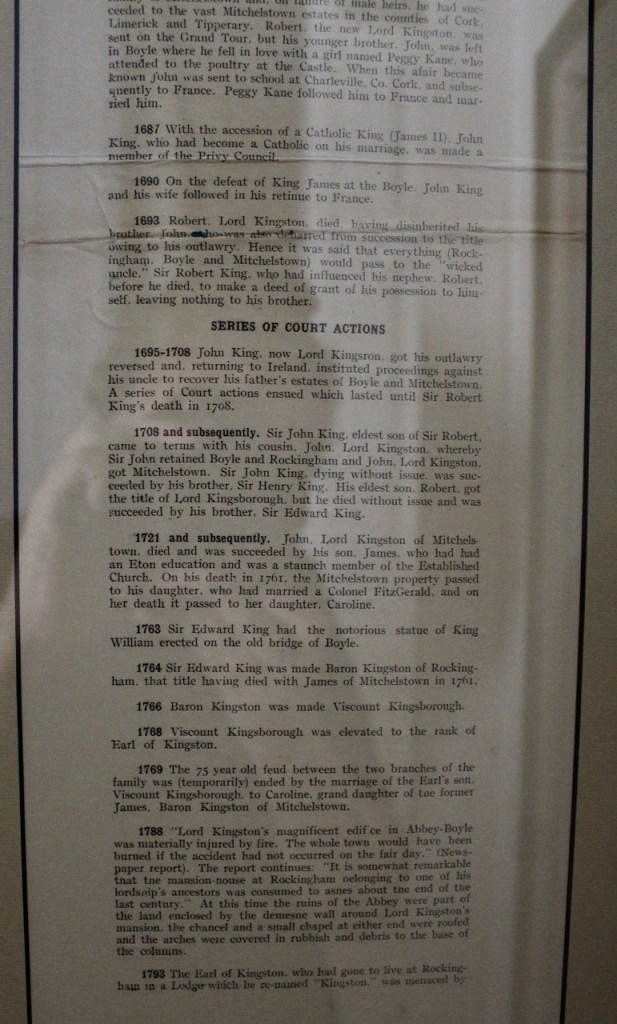 family of and, on failure of male heirs, he had suc-
ceeded to the vast Mitchelstown estates in the counties of Cork,
Limerick and Tipperary. Robert, the new Lord Kingston, was
sent on the Grand Tour, but his younger brother, John, was left
in Boyle where he fell in love with a girl named Peggy Kane, who
attended to the poultry at the Castle. When this afair became
known John was sent to school at Charleville, Co. Cork, and subse-
quently to France. Peggy Kane followed him to France and mar-
ried him.
1687 With the accession of a Catholic King (James II), John
King, who had become a Catholic on his marriage, was made a
member of the Privy Council.
1690 On the defeat of King James at the Boyle, John King
and his wife followed in his retinue to France.
1693 Robert, Lord Kingston, died, having disinherited his
brother, John who was also debarred from succession to the title
owing to his outlawry. Hence it was said that everything (Rock-
ingham, Boyle and Mitchelstown) would pass to the "wicked
uncle," Sir Robert King, who had influenced his nephew, Robert,
before he died, to make a deed of grant of his possession to him-
self, leaving nothing to his brother.
SERIES OF COURT ACTIONS
1695-1708 John King, now Lord Kingsron, got his outlawry
reversed and, returning to Ireland, instituted proceedings against
his uncle to recover his father's estates of Boyle and Mitchelstown.
A series of Court actions ensued which lasted until Sir Robert
King's death in 1708.
1708 and subsequently. Sir John King, eldest son of Sir Robert,
came to terms with his cousin, John, Lord Kingston, whereby
Sir John retained Boyle and Rockingham and John, Lord Kingston,
got Mitchelstown. Sir John King, dying without issue, was suc-
ceeded by his brother, Sir Henry King. His eldest son, Robert, got
the title of Lord Kingsborough, but he died without issue and was
succeeded by his brother, Sir Edward King.
1721 and subsequently. John, Lord Kingston of Mitchels-
town, died and was succeeded by his son, James, who had had
an Eton education and was a staunch member of the Established
Church. On his death in 1761, the Mitchelstown property passed
to his daughter, who had married a Colonel FitzGerald, and on
her death it passed to her daughter, Caroline.
1763 Sir Edward King had the notorious statue of King
William erected on the old bridge of Boyle.
1764 Sir Edward King was made Baron Kingston of Rocking-
ham, that title having died with James of Mitchelstown in 1761.
1766 Baron Kingston was made Viscount Kingsborough.
1768 Viscount Kingsborough was elevated to the rank of
Earl of Kingston.
1769 The 75 year old feud between the two branches of the
family was (temporarily) ended by the marriage of the Earl's son,
Viscount Kingsborough, to Caroline, grand daughter of tne former
James, Baron Kingston of Mitchelstown.
1788 "Lord Kingston's magnificent edif ce in Abbey-Boyle
was materially injured by fire. The whole town would have been
burned if the accident had not occurred on the fair day." (News-
paper report). The report continues: "It is somewhat remarkable
tnat tne mansion-nouse at Rockingham oelonging to one of his
lordsnip's ancestors was consumed to asnes about tne end of tne
last century." At this time the ruins of the Abbey were part of
the land enclosed by the demesne wall around Lord Kingston's
mansion, the chancel and a small chapel at either end were roofed
and the arches were covered in rubbish and debris to the base of
the columns.
1793 The Earl of Kingston, who had gone to live at Rocking-
ham in a Lodge which he re-named "Kingston," was menaced by